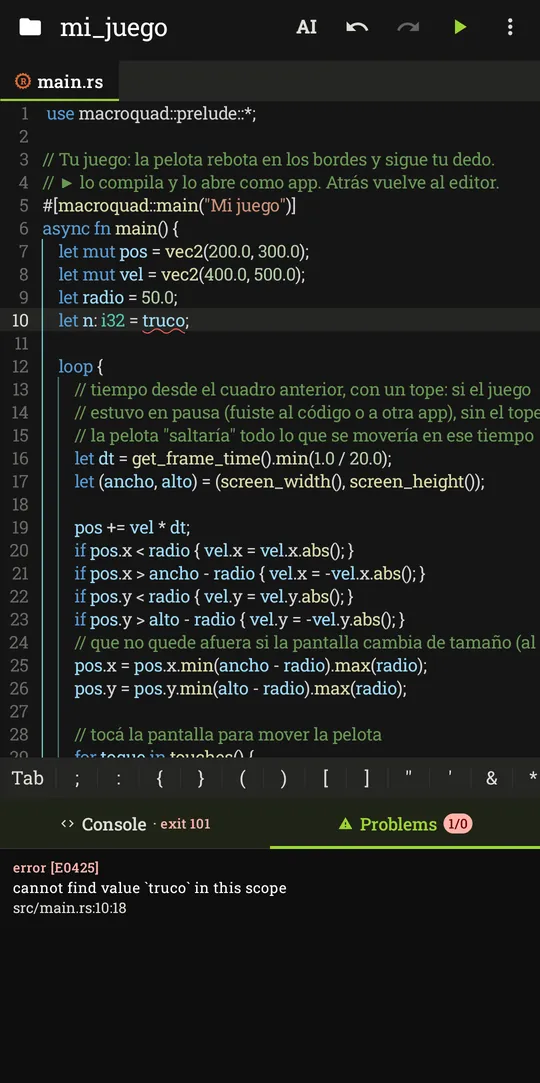 mi_juego
AI
main.rs
1 use macroquad::prelude::*;
2
3 // Tu juego: la pelota rebota en los bordes y sigue tu dedo.
4 // ► lo compila y lo abre como app. Atrás vuelve al editor.
5 #[macroquad::main("Mi juego")]
6 async fn main() {
7 let mut pos = vec2(200.0, 300.0);
8 let mut vel = vec2(400.0, 500.0);
9 let radio = 50.0;
10 let n: i32 = truco;
11
12 loop {
13 // tiempo desde el cuadro anterior, con un tope: si el juego
14 // estuvo en pausa (fuiste al código o a otra app), sin el tope
15 // la pelota "saltaría" todo lo que se movería en ese tiempo
16 let dt = get_frame_time().min(1.0 / 20.0);
17 let (ancho, alto) = (screen_width(), screen_height());
18
19 pos += vel * dt;
20 if pos.x < radio { vel.x = vel.x.abs(); }
21 if pos.x > ancho - radio { vel.x = -vel.x.abs(); }
22 if pos.y < radio { vel.y = vel.y.abs(); }
23 if pos.y > alto - radio { vel.y = -vel.y.abs(); }
24 // que no quede afuera si la pantalla cambia de tamaño (al
25 pos.x = pos.x.min(ancho - radio).max(radio);
26 pos.y = pos.y.min(alto - radio).max(radio);
27
28 // tocá la pantalla para mover la pelota
29 for toque in touches() {
Tab ; : { } ( ) [ ] " ' & *
<> Console · exit 101 Problems 1/0
error [E0425]
cannot find value `truco` in this scope
src/main.rs:10:18